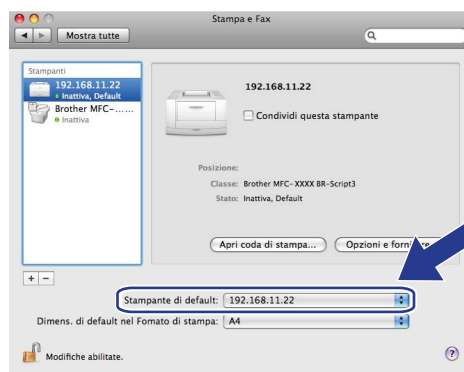 Stampa e Fax
Mostra tutte
Stampanti
192.168.11.22
Inattiva, Default
Brother MFC-......
Inattiva
192.168.11.22
Condividi questa stampante
Posizione:
Classe: Brother MFC-XXXX BR-Script3
Stato: Inattiva, Default
Apri coda di stampa... Opzioni e forniture...
+ -
Stampante di default: 192.168.11.22
Dimens. di default nel Fomato di stampa: A4
Modifiche abilitate.
?